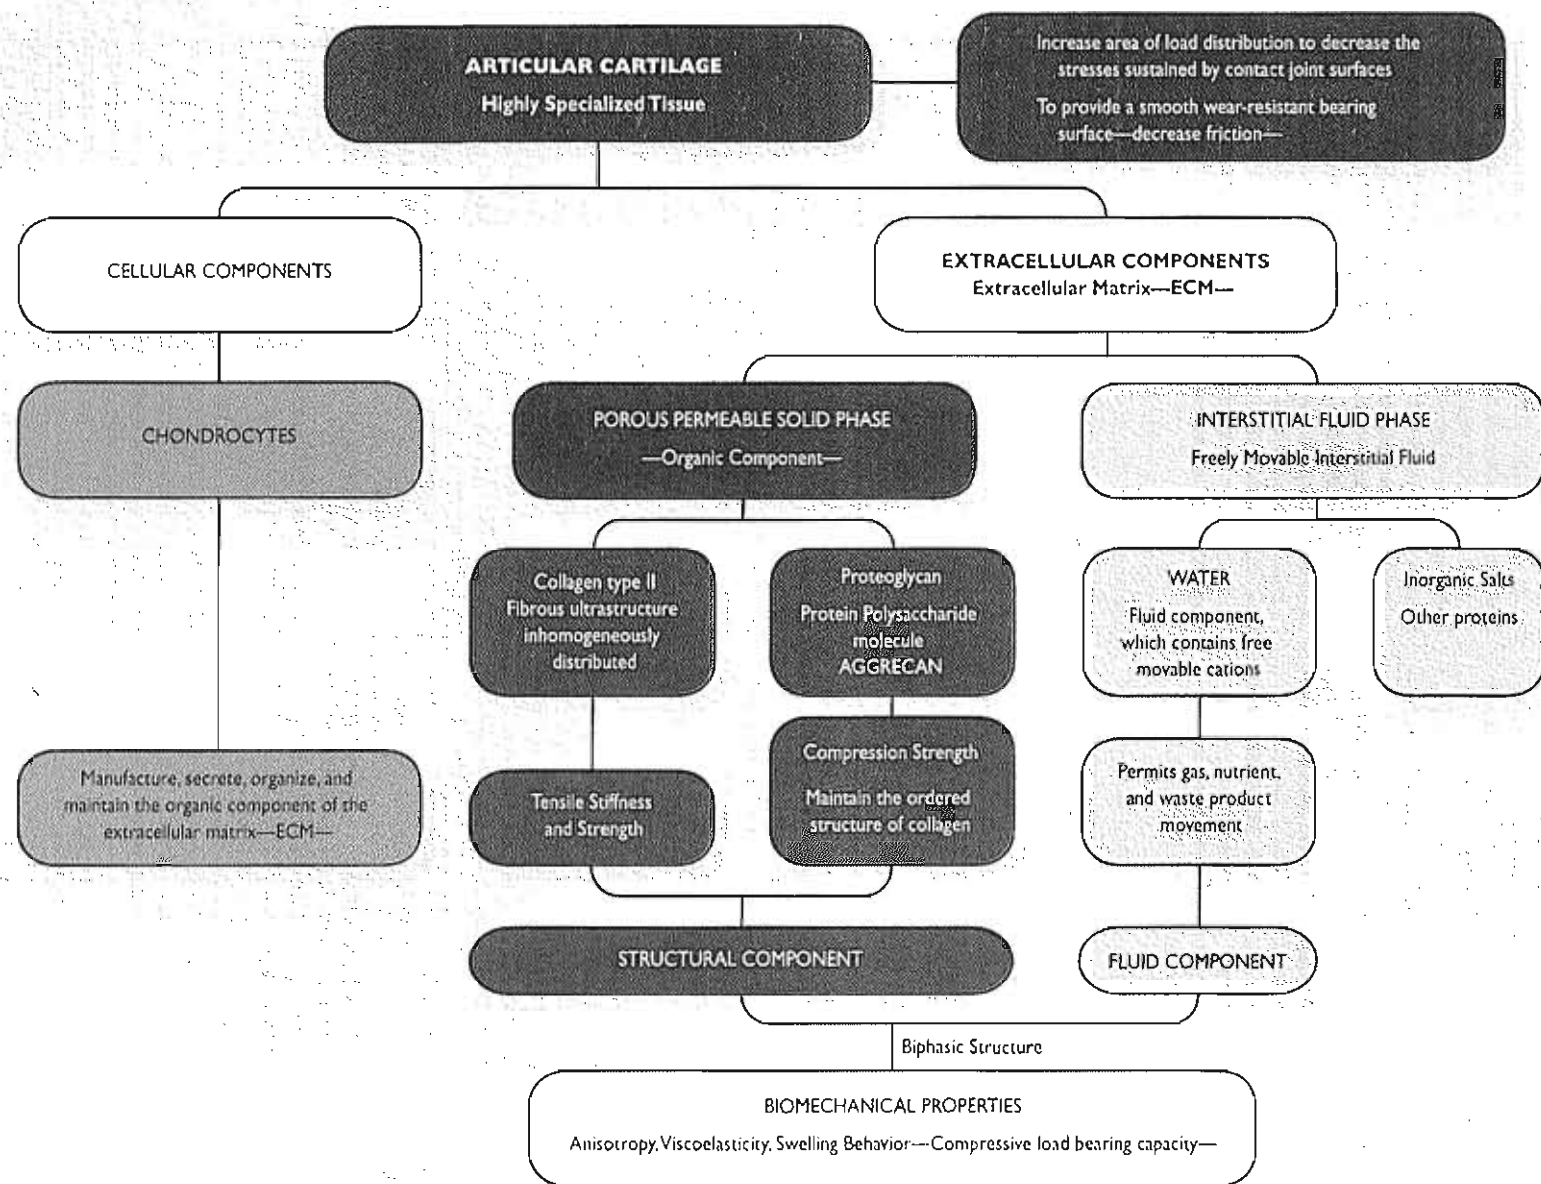 ARTICULAR CARTILAGE
Highly Specialized Tissue
Increase area of load distribution to decrease the
stresses sustained by contact joint surfaces
To provide a smooth wear-resistant bearing
surface—decrease friction—
CELLULAR COMPONENTS
EXTRACELLULAR COMPONENTS
Extracellular Matrix—ECM—
CHONDROCYTES
POROUS PERMEABLE SOLID PHASE
—Organic Component—
INTERSTITIAL FLUID PHASE
Freely Movable Interstitial Fluid
Collagen type II
Fibrous ultrastructure
inhomogeneously
distributed
Proteoglycan
Protein Polysaccharide
molecule
AGGRECAN
WATER
Fluid component,
which contains free
movable cations
Inorganic Salts
Other proteins
Manufacture, secrete, organize, and
maintain the organic component of the
extracellular matrix—ECM—
Tensile Stiffness
and Strength
Compression Strength
Maintain the ordered
structure of collagen
Permits gas, nutrient,
and waste product
movement
STRUCTURAL COMPONENT
FLUID COMPONENT
Biphasic Structure
BIOMECHANICAL PROPERTIES
Anisotropy, Viscoelasticity, Swelling Behavior—Compressive load bearing capacity—